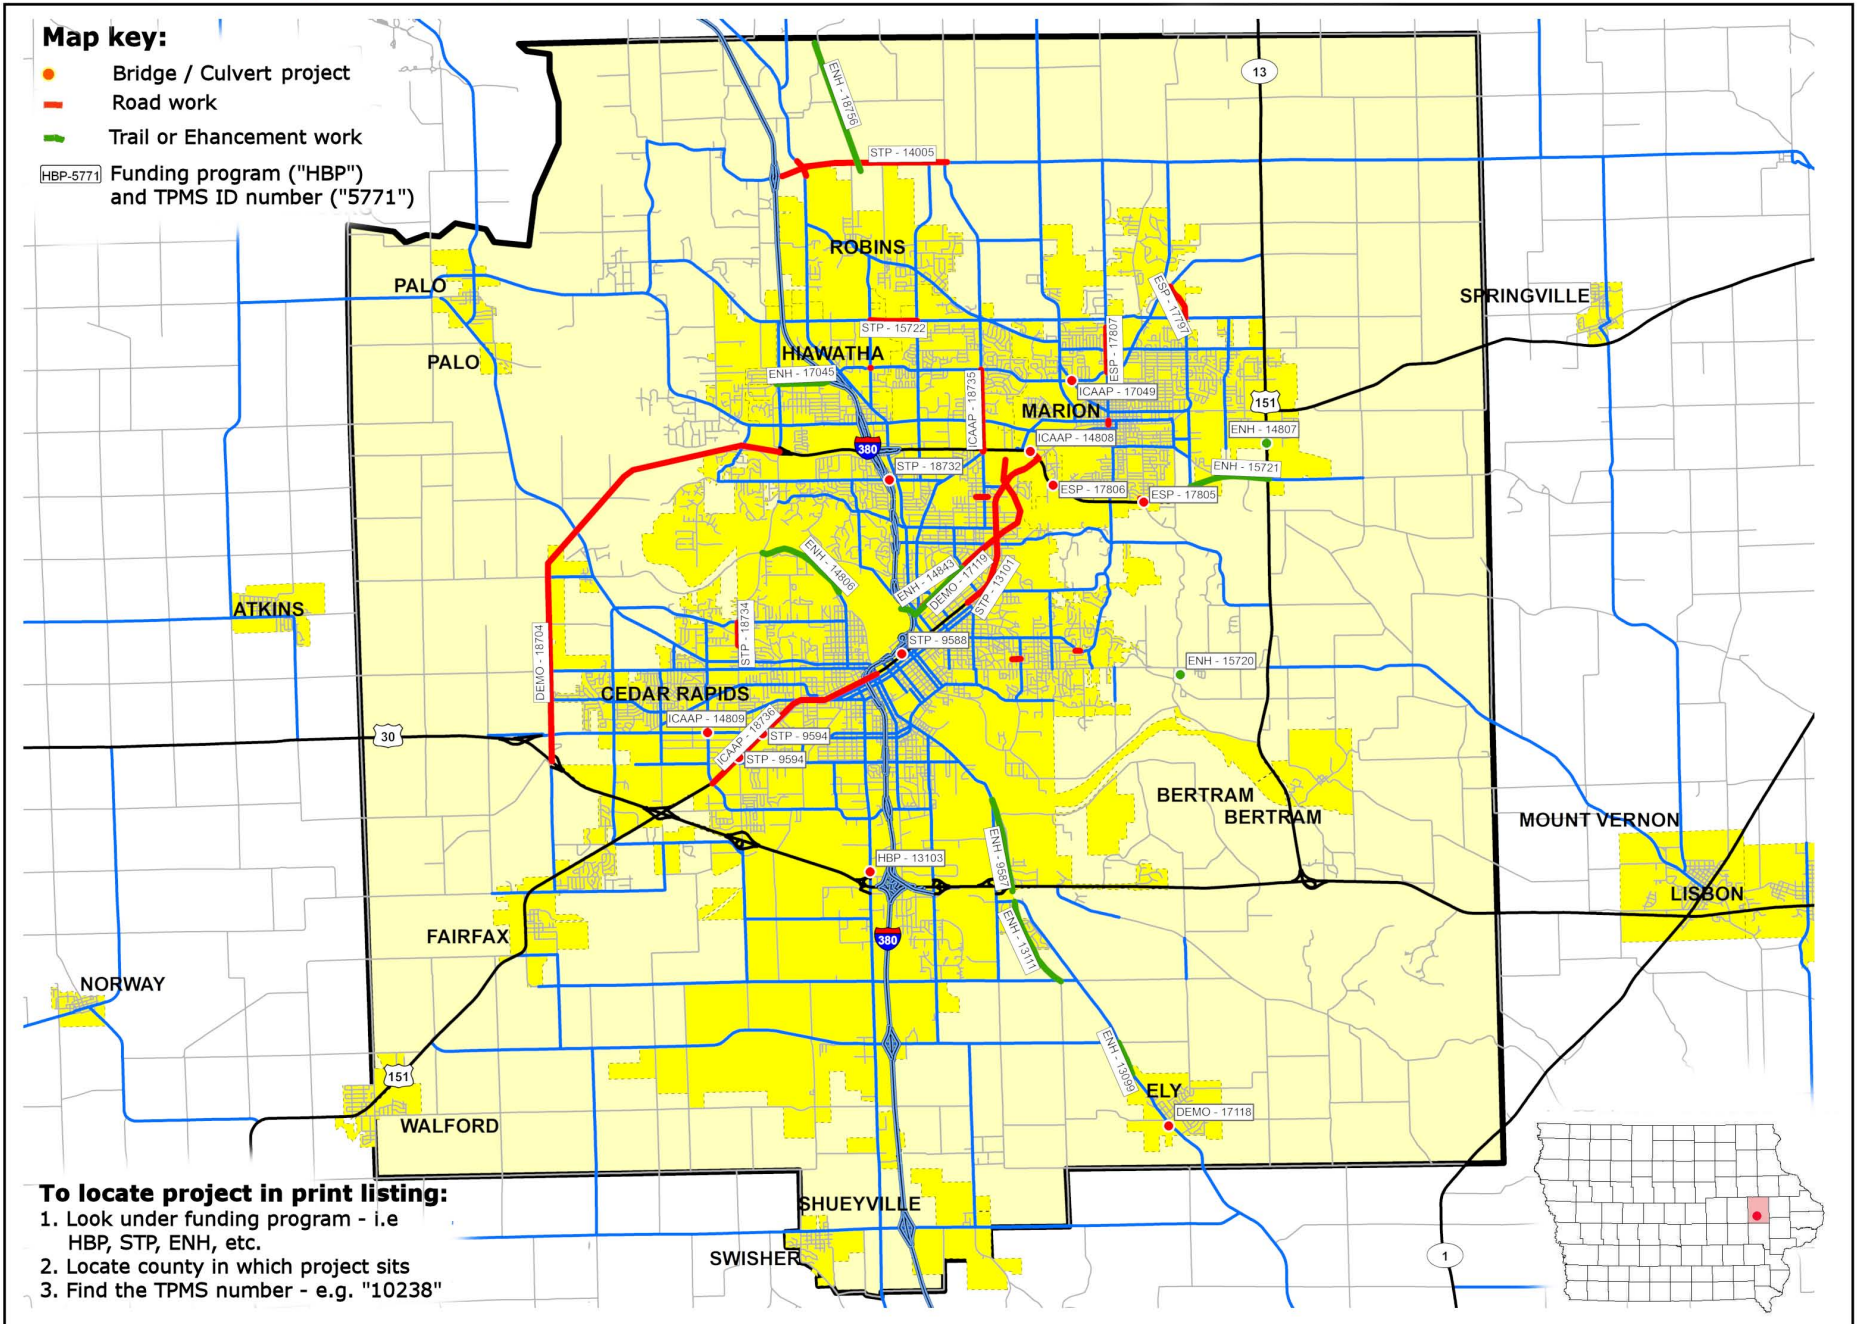 Map key:
Bridge / Culvert project
Road work
Trail or Ehancement work
HBP-5771
Funding program ("HBP")
and TPMS ID number ("5771")
13
ENH - 18756
STP - 14005
ROBINS
PALO
SPRINGVILLE
ESP - 17797
STP - 15722
ESP - 17807
HIAWATHA
PALO
ENH - 17045
ICAAP - 18735
ICAAP - 17049
151
MARION
ENH - 14807
ICAAP - 14808
380
STP - 18732
ENH - 15721
ESP - 17806
ESP - 17805
ENH - 14806
ENH - 14843
DEMO - 17119
STP - 13101
ATKINS
STP - 18734
STP - 9588
DEMO - 18704
ENH - 15720
CEDAR RAPIDS
ICAAP - 14809
ICAAP - 18736
30
STP - 9594
STP - 9594
BERTRAM
BERTRAM
MOUNT VERNON
HBP - 13103
ENH - 9587
LISBON
FAIRFAX
380
ENH - 13111
NORWAY
151
ENH - 13099
ELY
DEMO - 17118
WALFORD
To locate project in print listing:
1. Look under funding program - i.e
HBP, STP, ENH, etc.
2. Locate county in which project sits
3. Find the TPMS number - e.g. "10238"
SHUEYVILLE
SWISHER
1